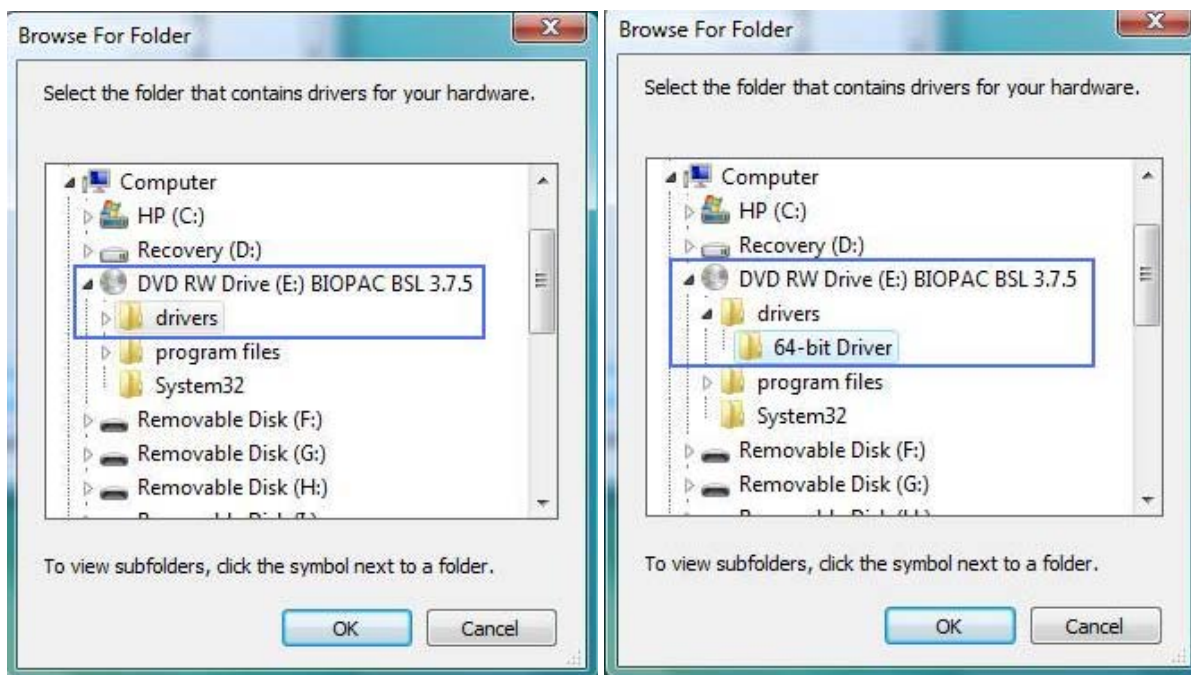 Browse For Folder
Select the folder that contains drivers for your hardware.
Computer
HP (C:)
Recovery (D:)
DVD RW Drive (E:) BIOPAC BSL 3.7.5
drivers
program files
System32
Removable Disk (F:)
Removable Disk (G:)
Removable Disk (H:)
To view subfolders, click the symbol next to a folder.
OK
Cancel
Browse For Folder
Select the folder that contains drivers for your hardware.
Computer
HP (C:)
Recovery (D:)
DVD RW Drive (E:) BIOPAC BSL 3.7.5
drivers
64-bit Driver
program files
System32
Removable Disk (F:)
Removable Disk (G:)
To view subfolders, click the symbol next to a folder.
OK
Cancel